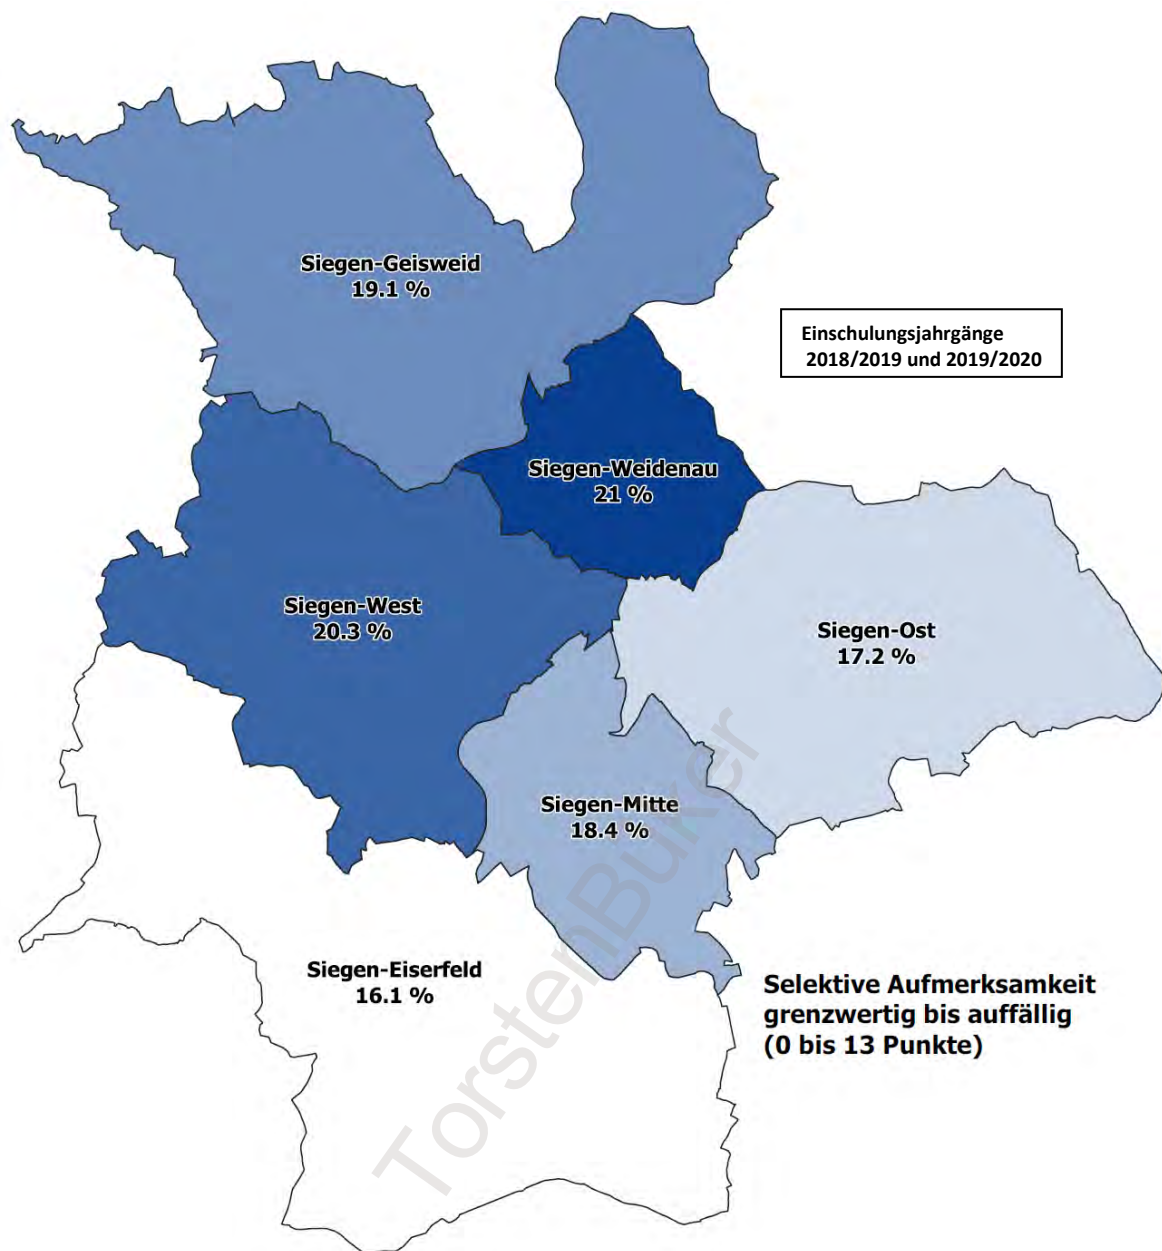 Siegen-Geisweid
19.1 %
Einschulungsjahrgänge
2018/2019 und 2019/2020
Siegen-Weidenau
21 %
Siegen-West
20.3 %
Siegen-Ost
17.2 %
Siegen-Mitte
18.4 %
Siegen-Eiserfeld
16.1 %
Selektive Aufmerksamkeit
grenzwertig bis auffällig
(0 bis 13 Punkte)
TorstenBuker